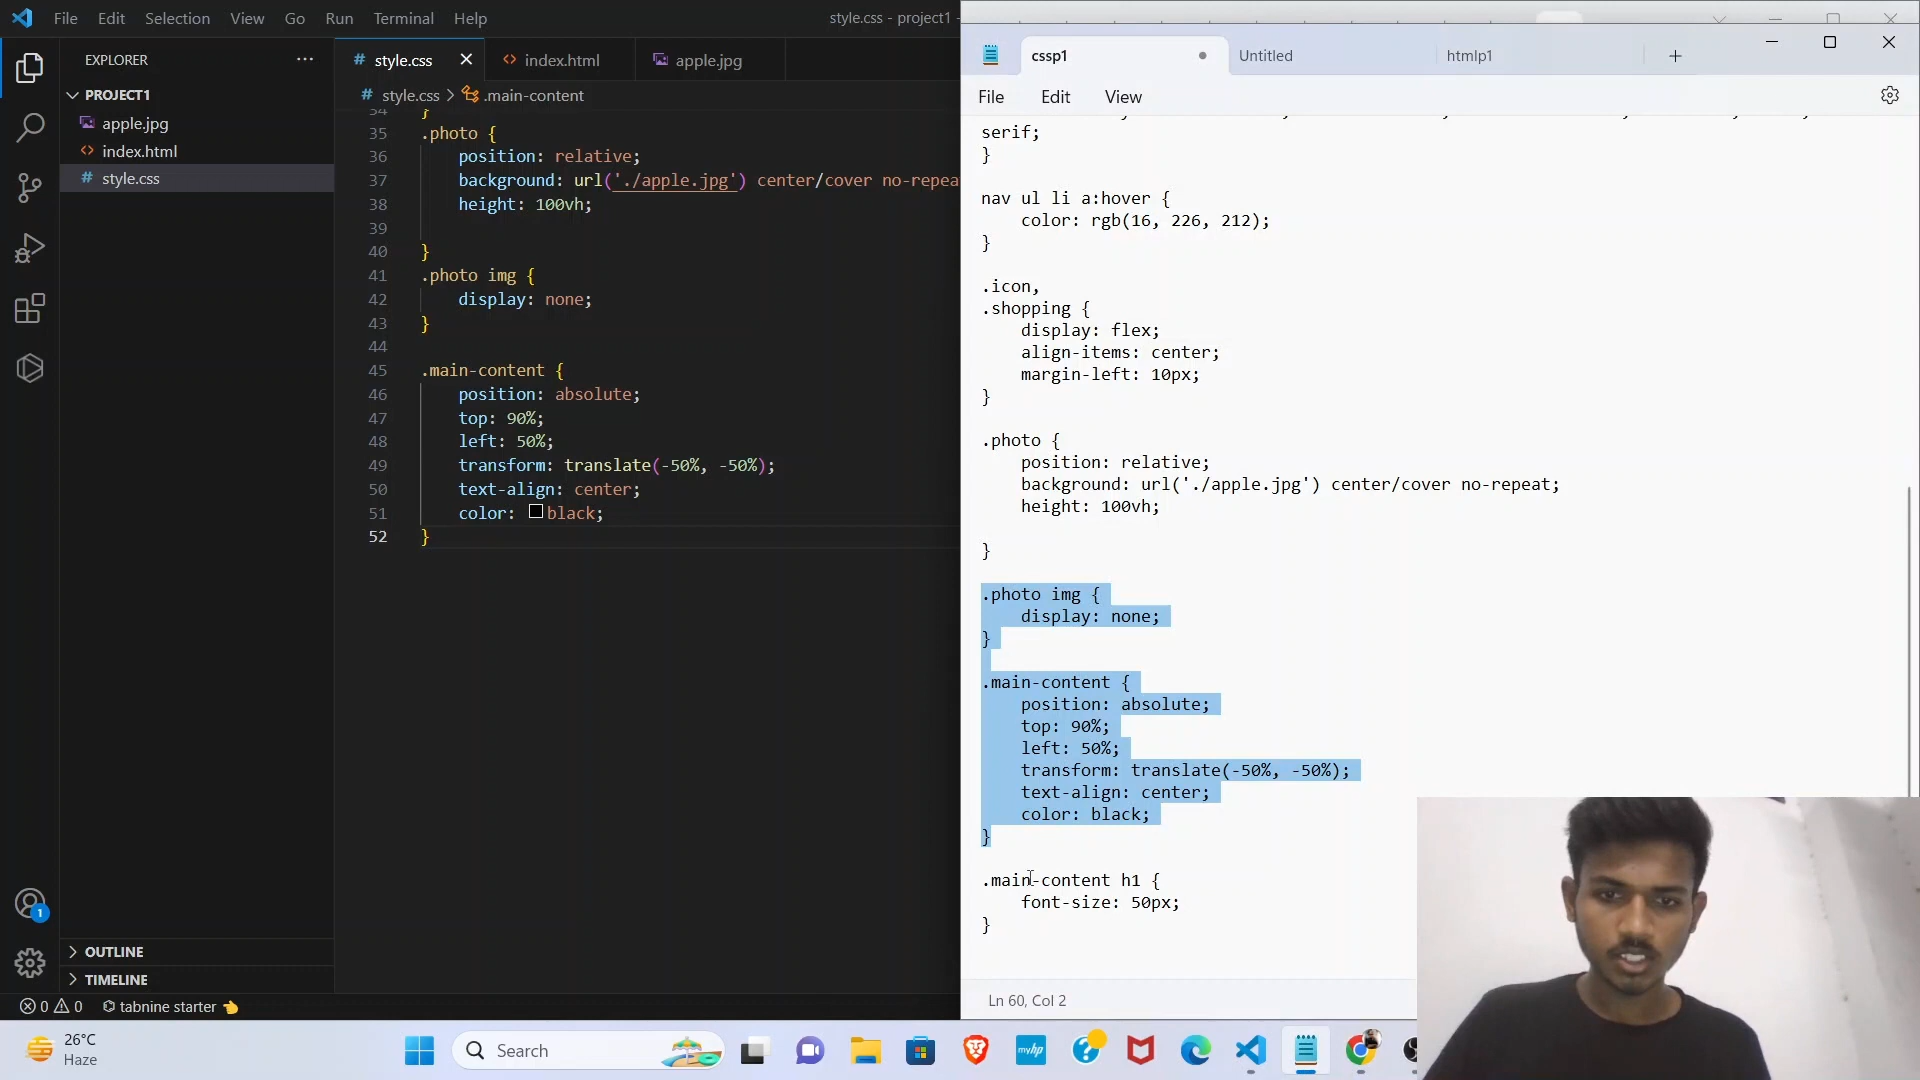 File Edit Selection View Go Run Terminal Help
style.css - project1 -
EXPLORER
PROJECT1
apple.jpg
index.html
style.css
OUTLINE
TIMELINE
# style.css
<> index.html
apple.jpg
# style.css > .main-content
34 }
35 .photo {
36 position: relative;
37 background: url('./apple.jpg') center/cover no-repea
38 height: 100vh;
39
40 }
41 .photo img {
42 display: none;
43 }
44
45 .main-content {
46 position: absolute;
47 top: 90%;
48 left: 50%;
49 transform: translate(-50%, -50%);
50 text-align: center;
51 color: black;
52 }
1
0 0 tabnine starter
cssp1
Untitled
htmlp1
File Edit View
serif;
}
nav ul li a:hover {
color: rgb(16, 226, 212);
}
.icon,
.shopping {
display: flex;
align-items: center;
margin-left: 10px;
}
.photo {
position: relative;
background: url('./apple.jpg') center/cover no-repeat;
height: 100vh;
}
.photo img {
display: none;
}
.main-content {
position: absolute;
top: 90%;
left: 50%;
transform: translate(-50%, -50%);
text-align: center;
color: black;
}
.main-content h1 {
font-size: 50px;
}
Ln 60, Col 2
26°C
Haze
Search
myhp